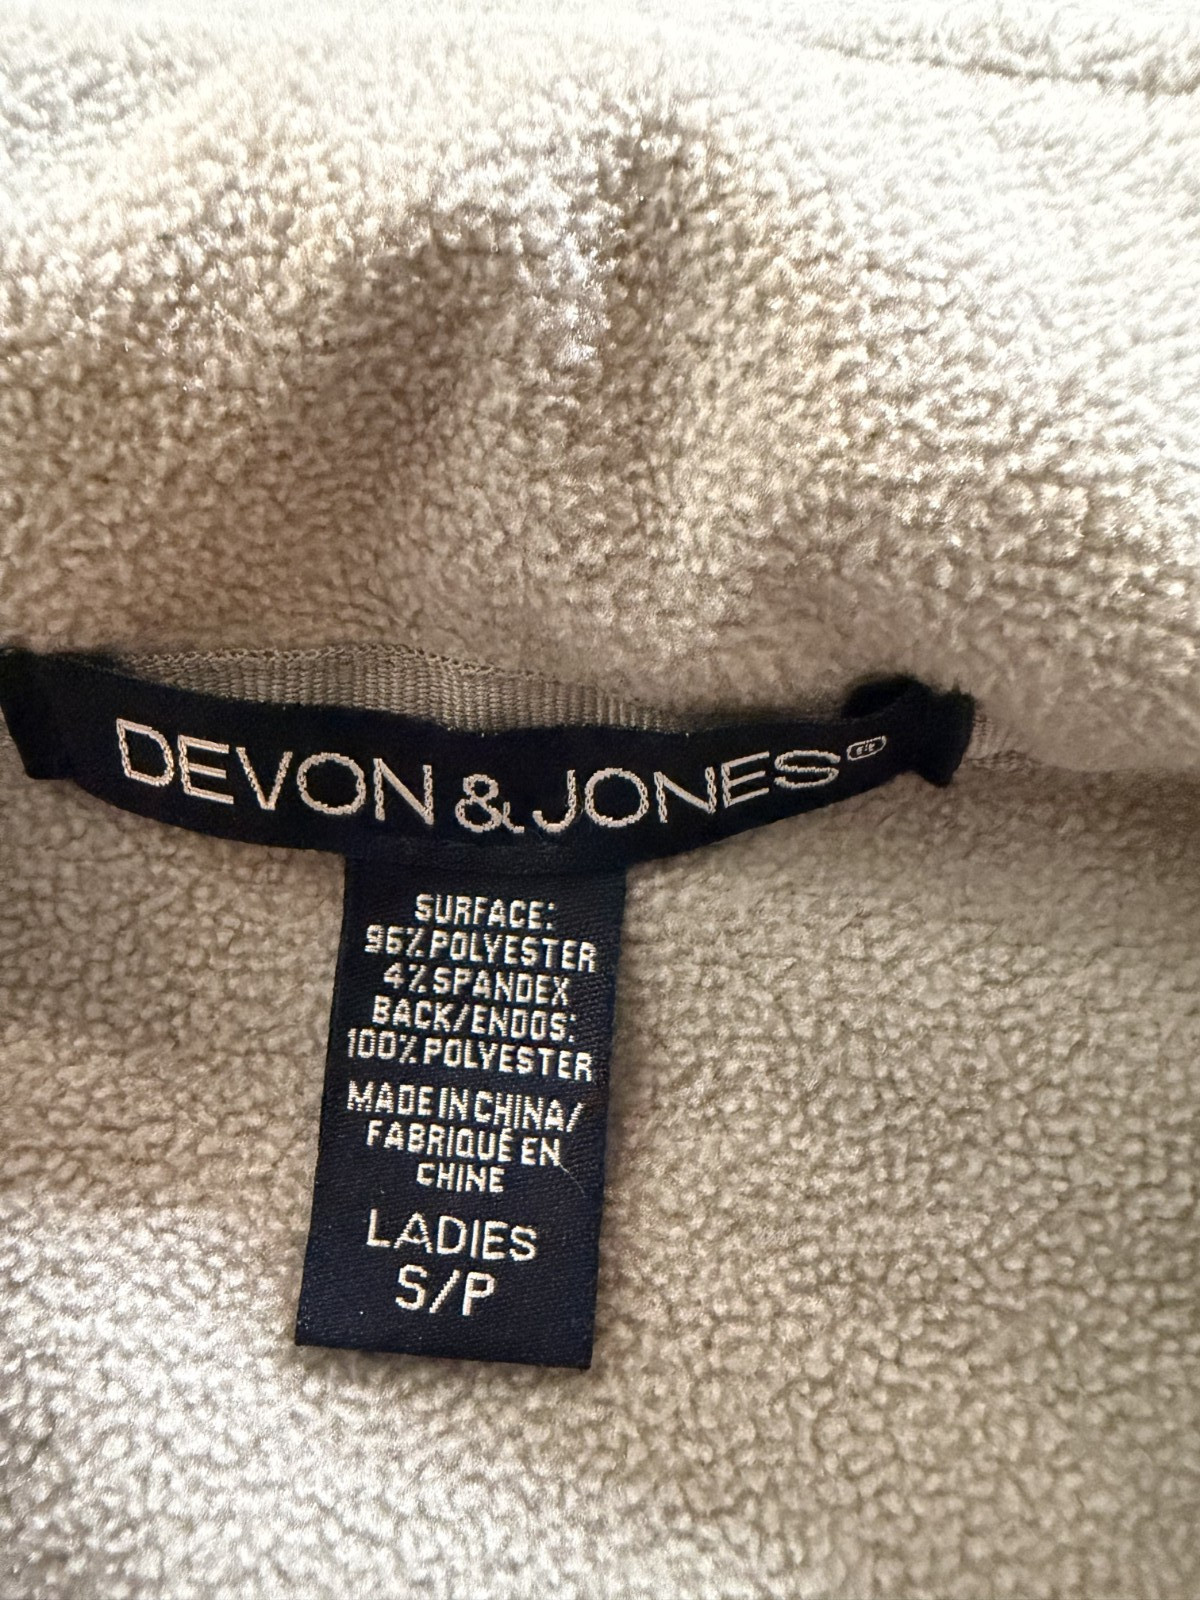 DEVON & JONES
SURFACE:
96% POLYESTER
4% SPANDEX
BACK/ENDOS:
100% POLYESTER
MADE IN CHINA/
FABRIQUÉ EN
CHINE
LADIES
S/P